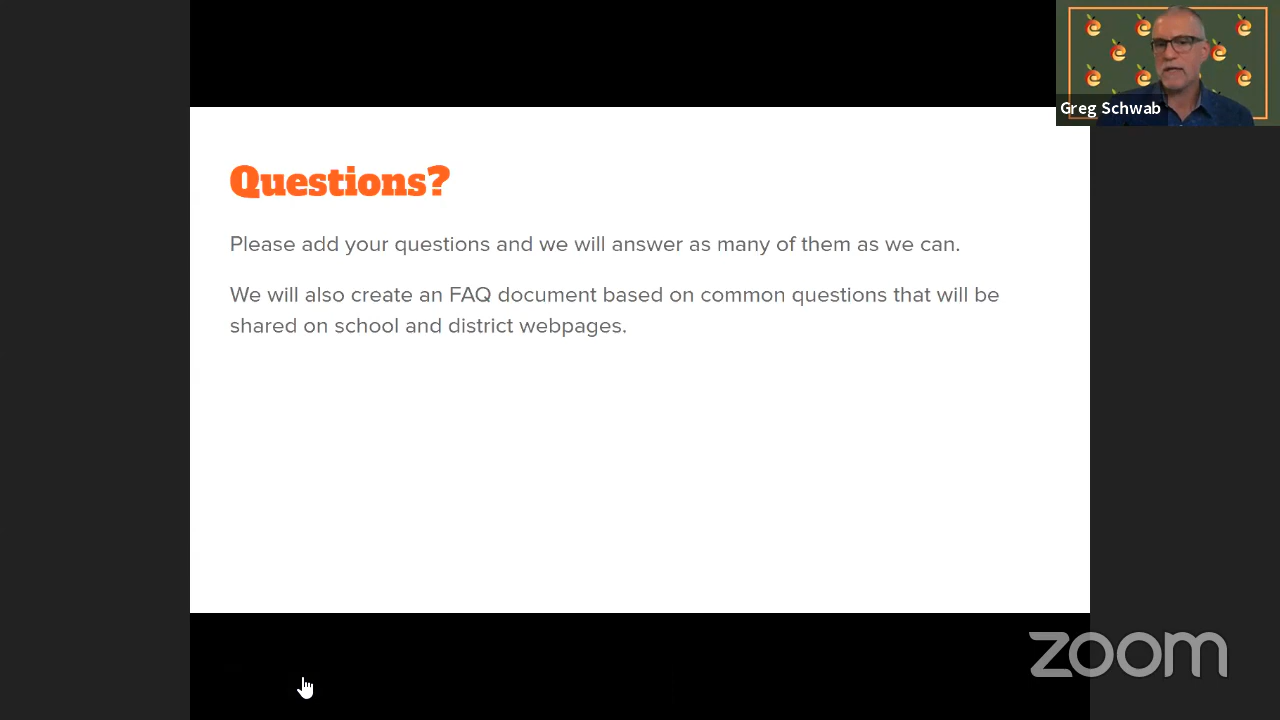 Greg Schwab
Questions?
Please add your questions and we will answer as many of them as we can.
We will also create an FAQ document based on common questions that will be
shared on school and district webpages.
zoom